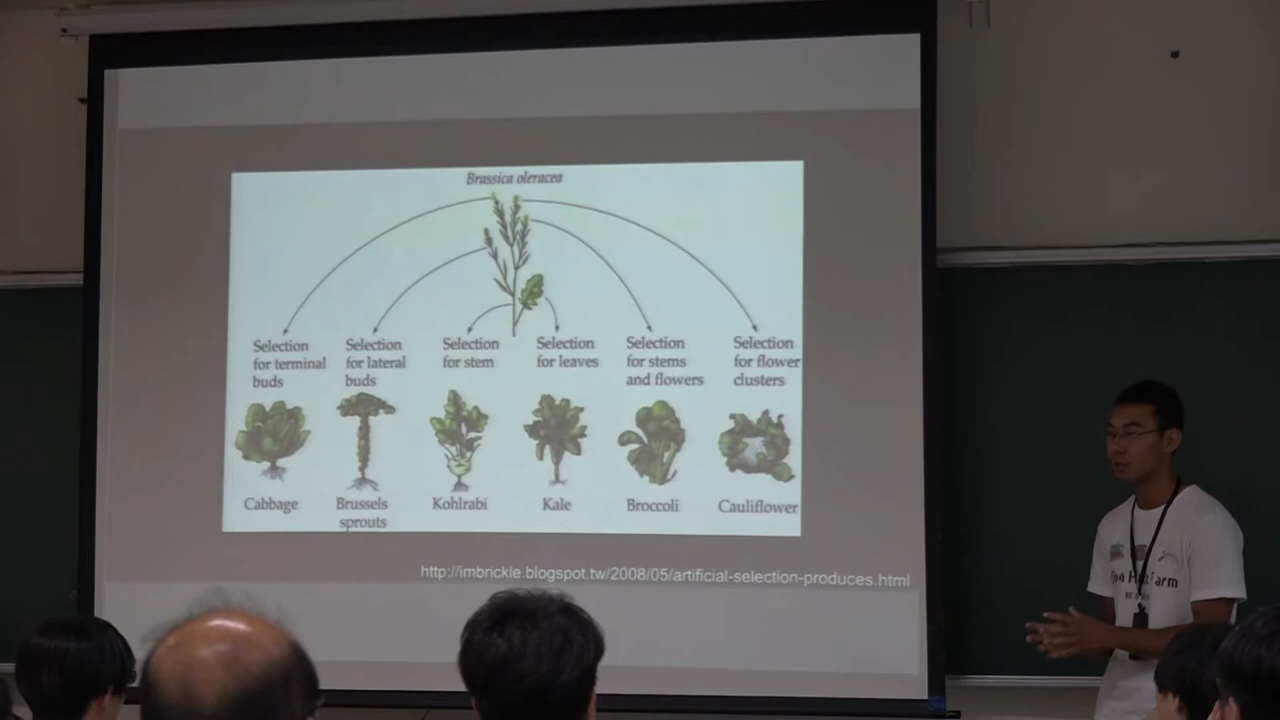 Brassica oleracea
Selection
for terminal
buds
Selection
for lateral
buds
Selection
for stem
Selection
for leaves
Selection
for stems
and flowers
Selection
for flower
clusters
Cabbage
Brussels
sprouts
Kohlrabi
Kale
Broccoli
Cauliflower
http://imbrickle.blogspot.tw/2008/05/artificial-selection-produces.html
Farm